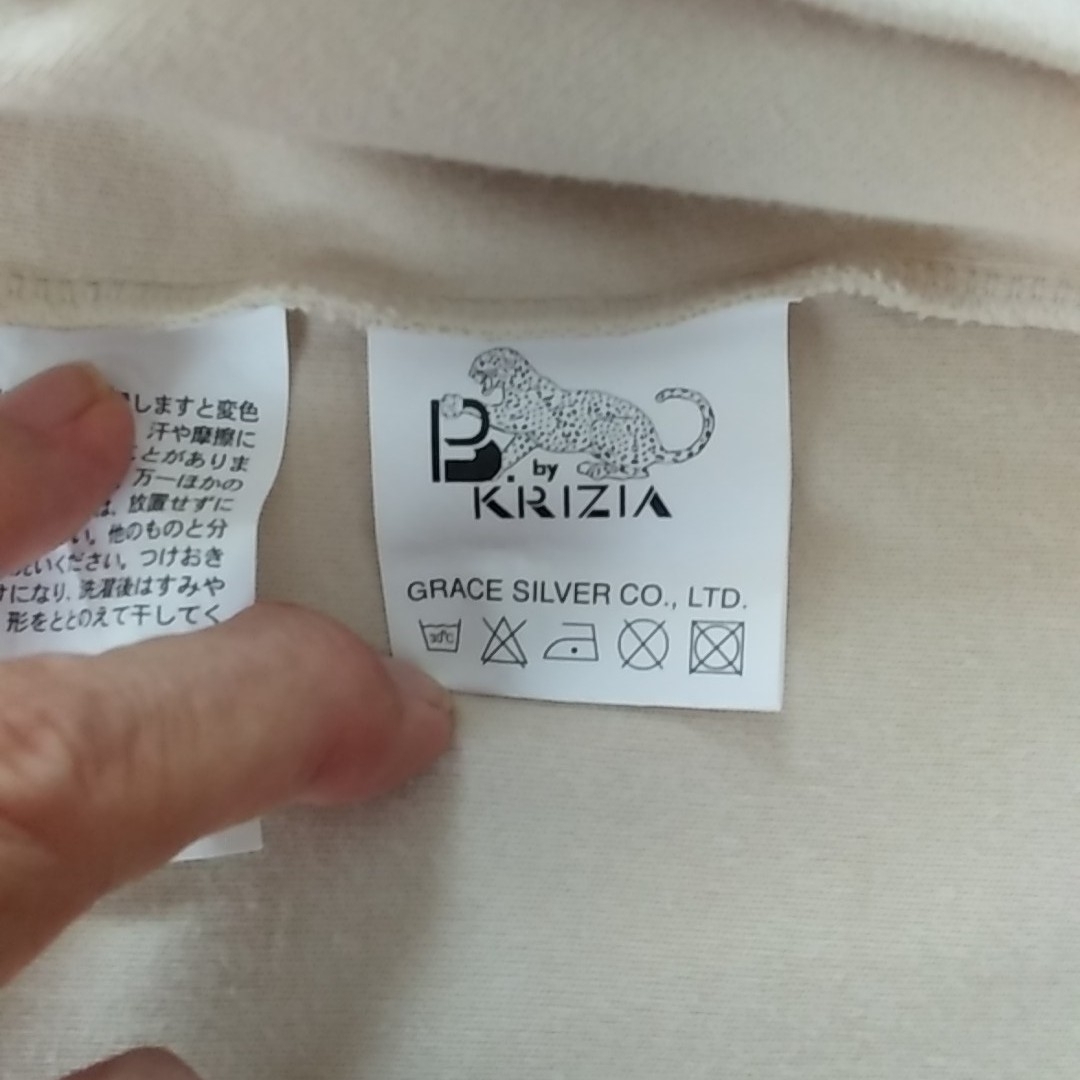 しますと変色
汗や摩擦に
とがありま
万一ほかの
放置せずに
い。他のものと分
いください。つけおき
になり、洗濯後はすみや
形をととのえて干してく
B. by
KRIZIA
GRACE SILVER CO., LTD.
30℃